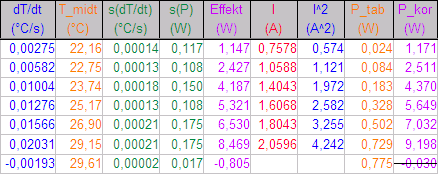 dT/dt T_midt s(dT/dt) s(P) Effekt I I^2 P_tab P_kor
(°C/s) (°C) (°C/s) (W) (W) (A) (A^2) (W) (W)
0,00275 22,16 0,00014 0,117 1,147 0,7578 0,574 0,024 1,171
0,00582 22,75 0,00013 0,108 2,427 1,0588 1,121 0,084 2,511
0,01004 23,74 0,00018 0,150 4,187 1,4043 1,972 0,183 4,370
0,01276 25,17 0,00013 0,108 5,321 1,6068 2,582 0,328 5,649
0,01566 26,90 0,00021 0,175 6,530 1,8043 3,255 0,502 7,032
0,02031 29,15 0,00021 0,175 8,469 2,0596 4,242 0,729 9,198
-0,00193 29,61 0,00002 0,017 -0,805 0,775 -0,030